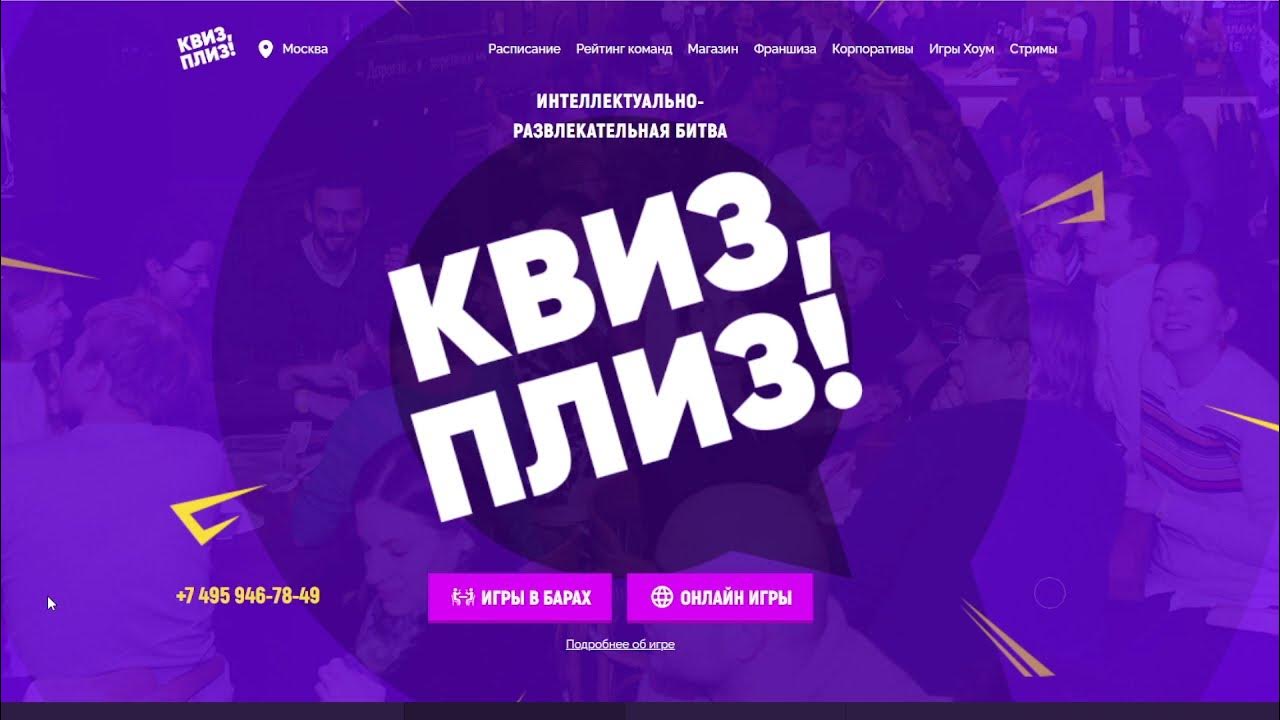 КВИЗ,
ПЛИЗ!
Москва
Расписание Рейтинг команд Магазин Франшиза Корпоративы Игры Хоум Стримы
ИНТЕЛЛЕКТУАЛЬНО-
РАЗВЛЕКАТЕЛЬНАЯ БИТВА
КВИЗ,
ПЛИЗ!
+7 495 946-78-49
ИГРЫ В БАРАХ
ОНЛАЙН ИГРЫ
Подробнее об игре